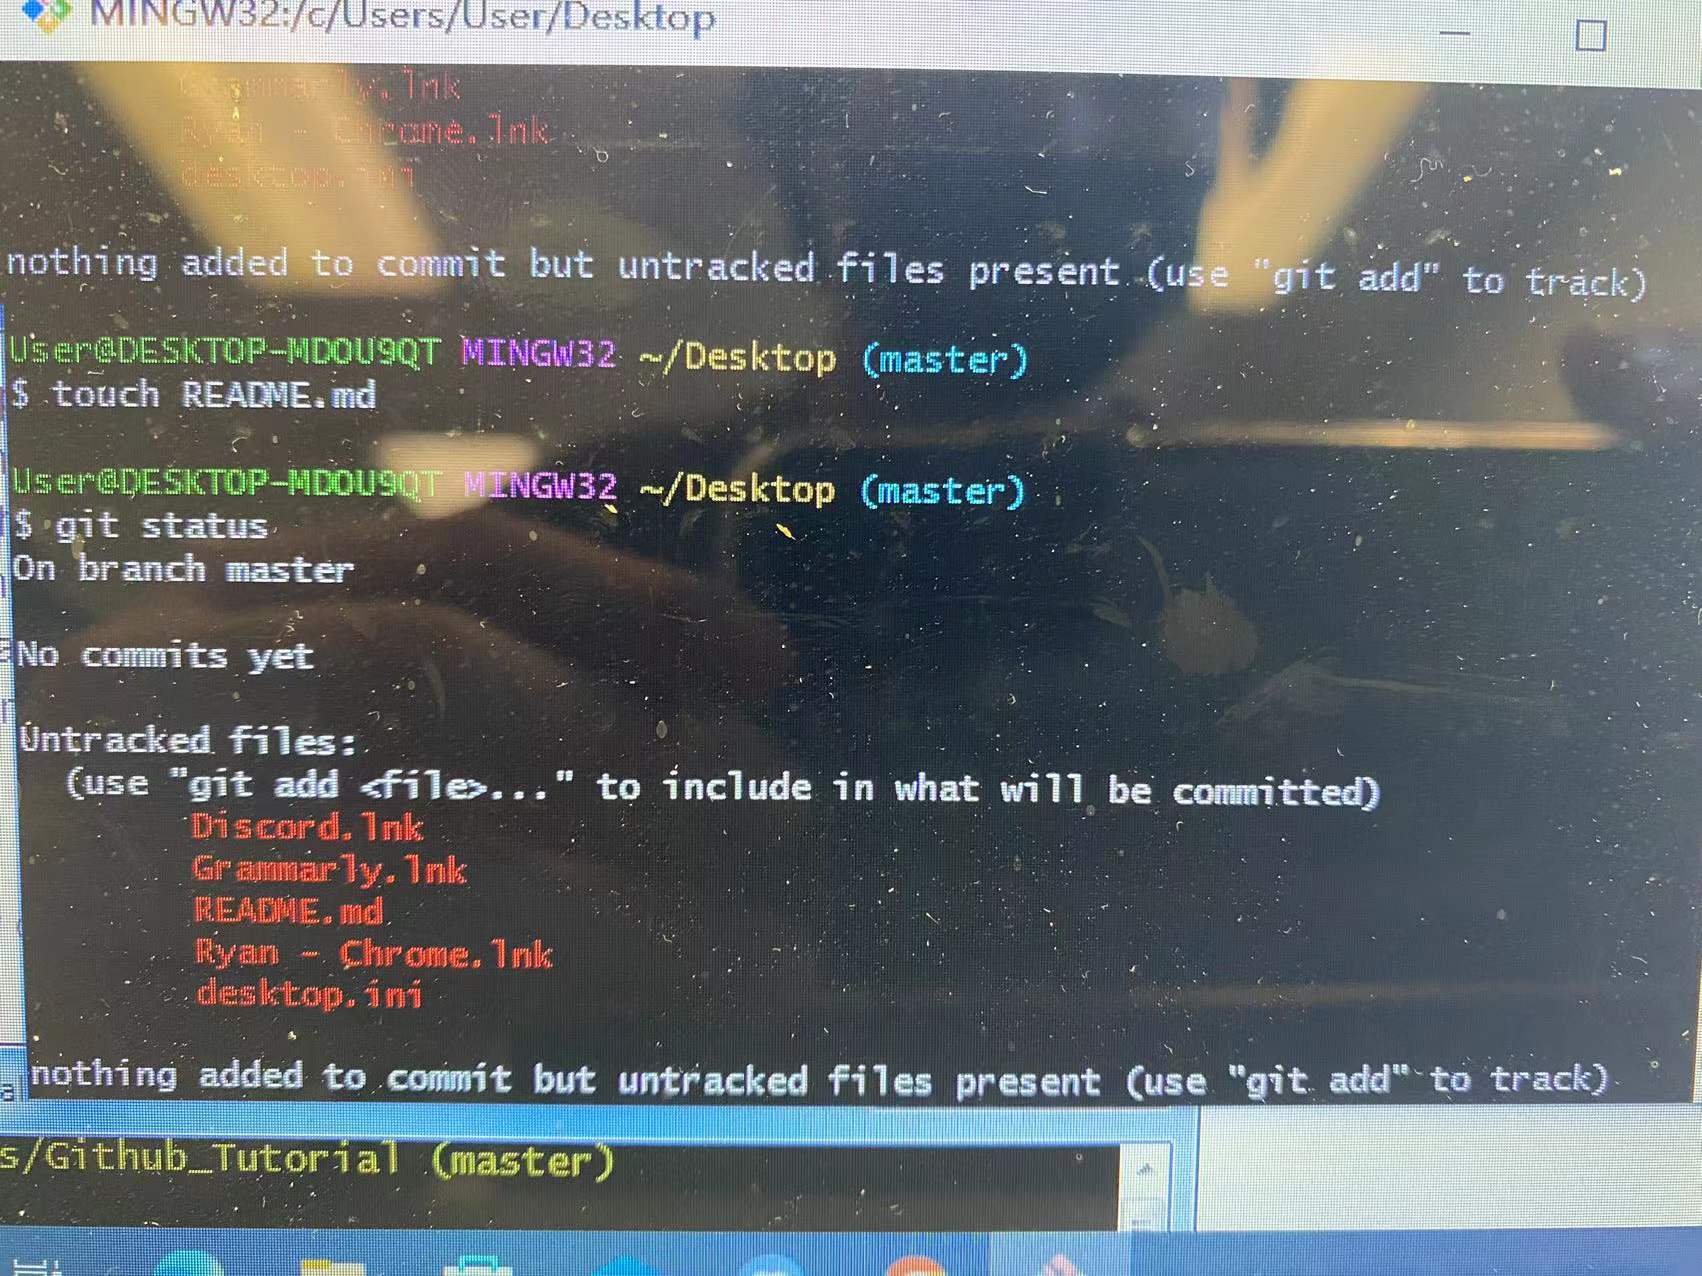 MINGW32:/c/Users/User/Desktop
Grammarly.lnk
Ryan - Chrome.lnk
desktop.ini
nothing added to commit but untracked files present (use "git add" to track)
User@DESKTOP-MDOU9QT MINGW32 ~/Desktop (master)
$ touch README.md
User@DESKTOP-MDOU9QT MINGW32 ~/Desktop (master)
$ git status
On branch master
No commits yet
Untracked files:
(use "git add <file>..." to include in what will be committed)
Discord.lnk
Grammarly.lnk
README.md
Ryan - Chrome.lnk
desktop.ini
nothing added to commit but untracked files present (use "git add" to track)
s/Github_Tutorial (master)